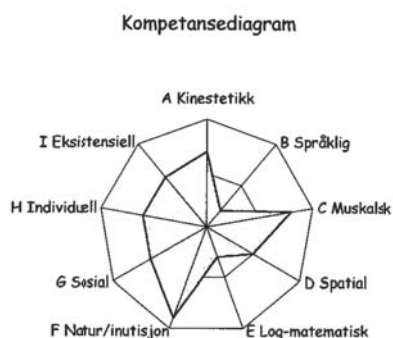 Kompetansediagram
A Kinestetikk
I Eksistensiell
B Språklig
H Individuell
C Muskalsk
G Sosial
D Spatial
F Natur/inutisjon
E Log-matematisk